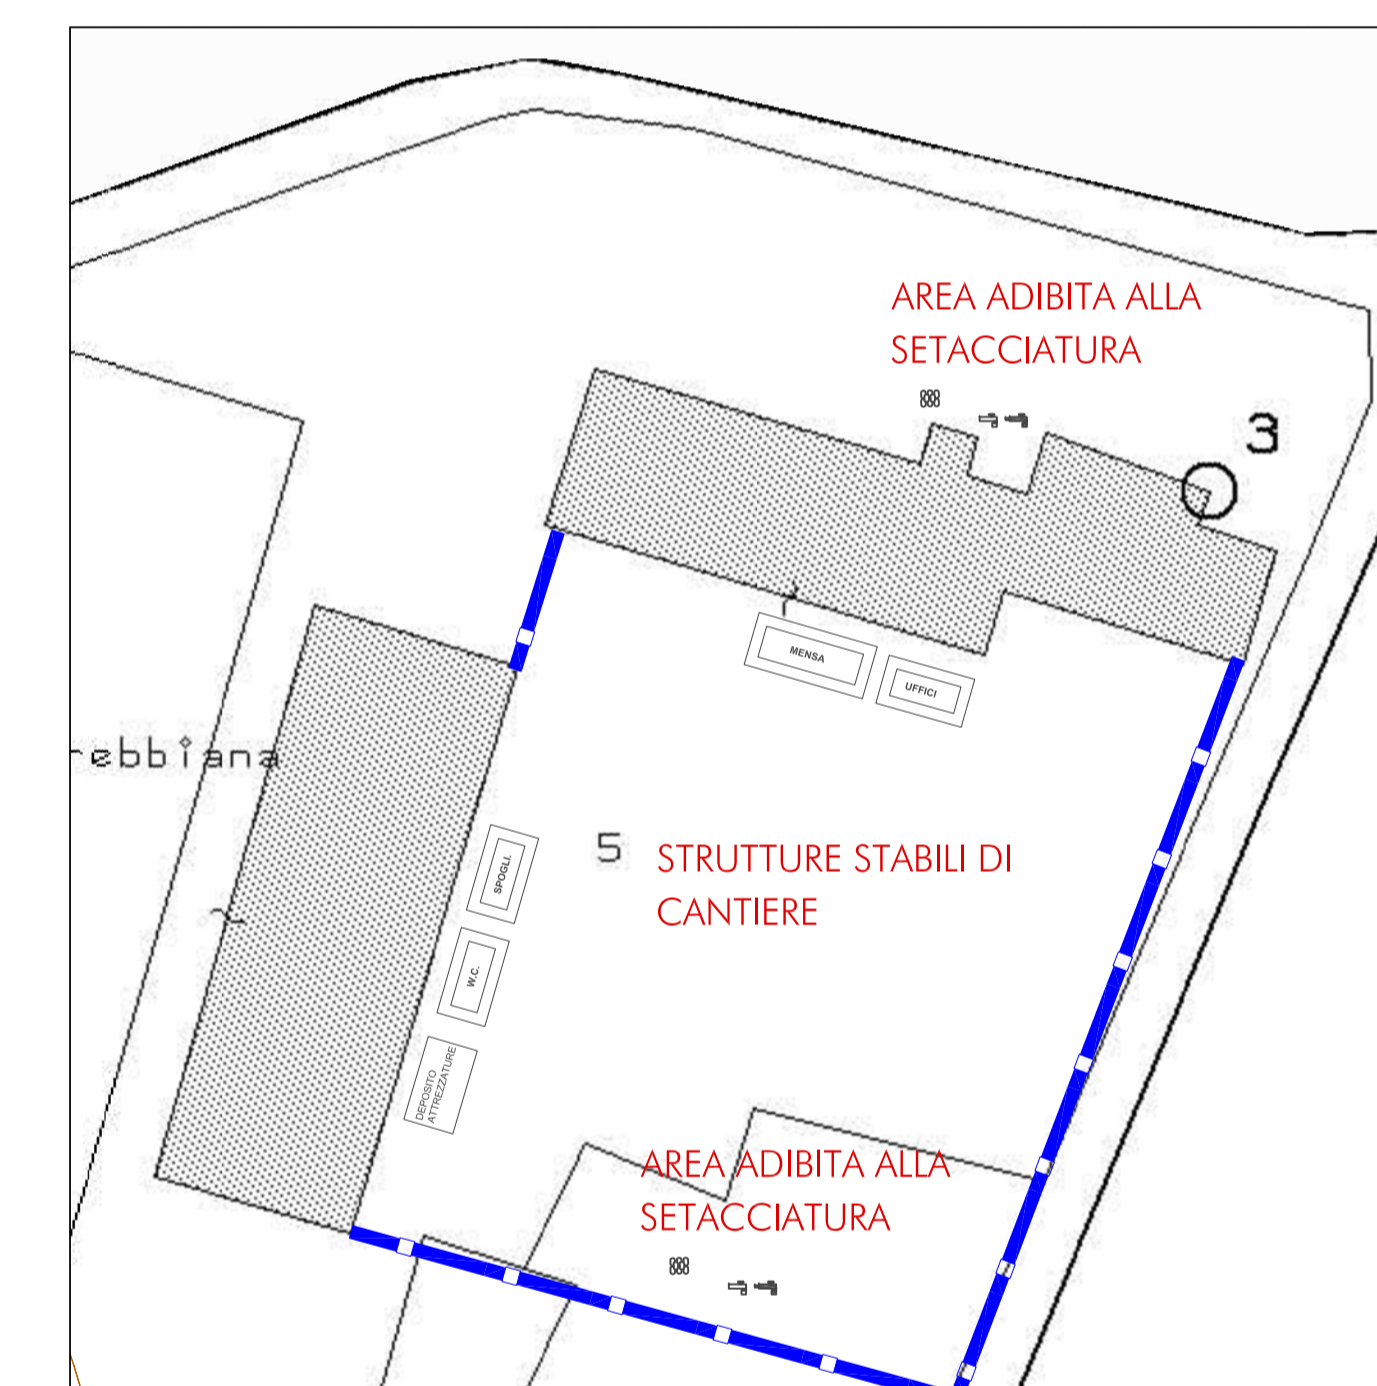 AREA ADIBITA ALLA
SETACCIATURA
3
MENSA
UFFICI
ebbiana
5
STRUTTURE STABILI DI
CANTIERE
SPOGLI.
W.C.
DEPOSITO
ATTREZZATURE
AREA ADIBITA ALLA
SETACCIATURA